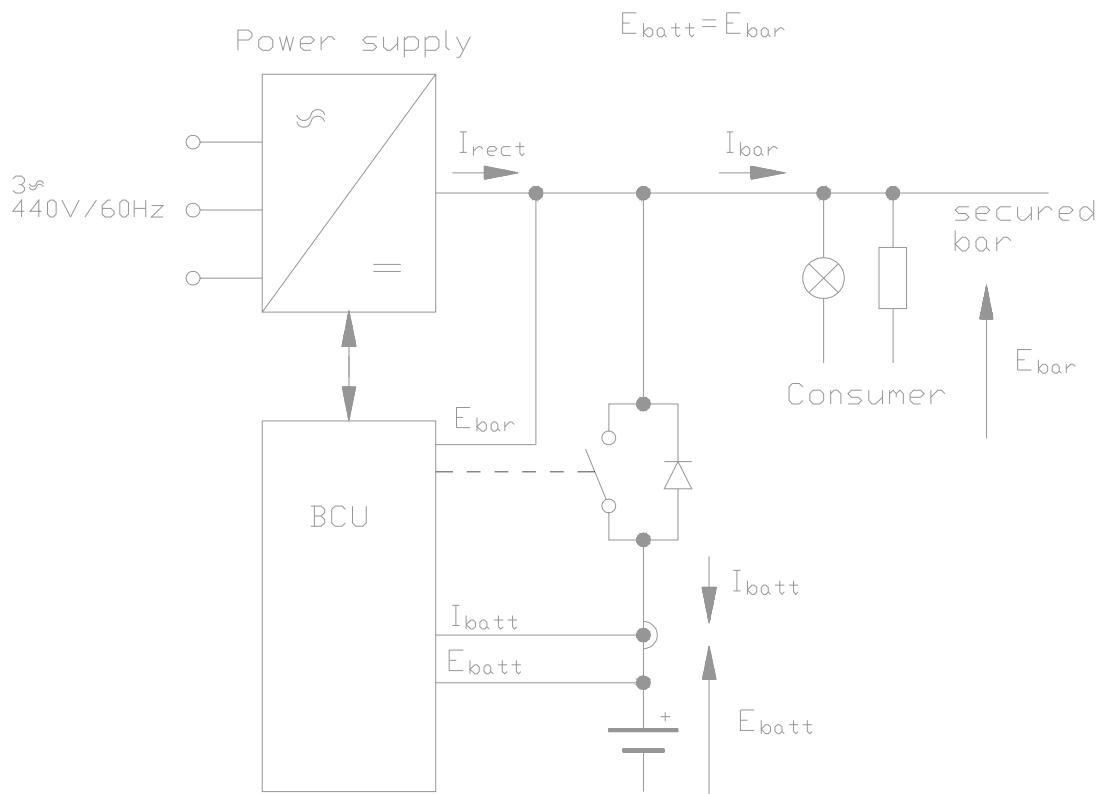 E_batt=E_bar
Power supply
I_rect
I_bar
3~
440V/60Hz
secured
bar
E_bar
Consumer
E_bar
BCU
I_batt
I_batt
E_batt
+
E_batt